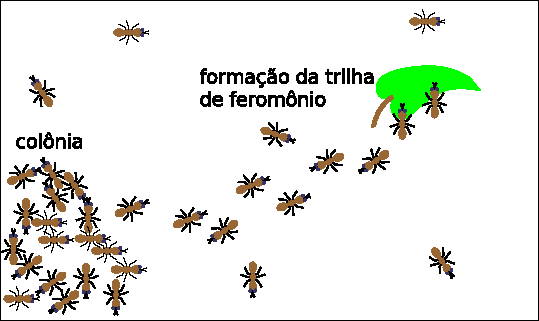 formação da trilha
de feromônio
colônia